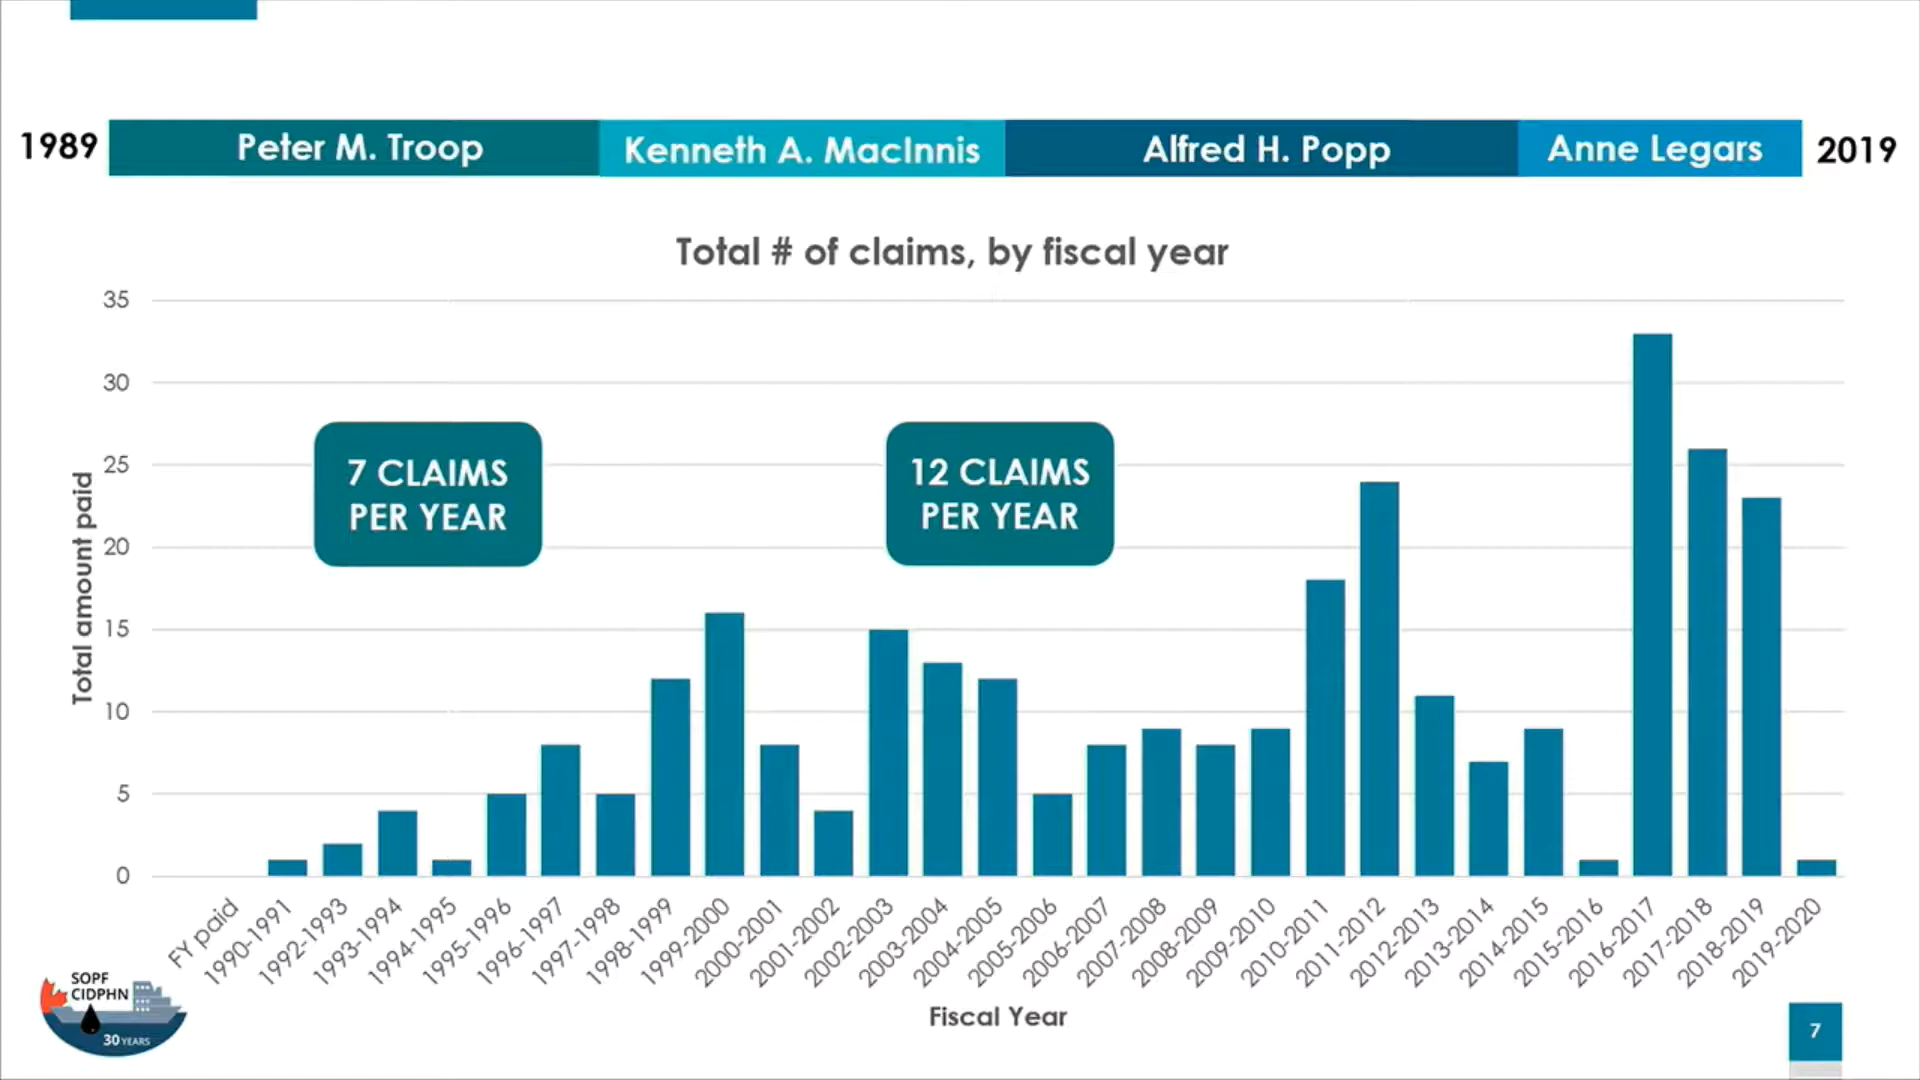 1989
Peter M. Troop
Kenneth A. MacInnis
Alfred H. Popp
Anne Legars
2019
Total # of claims, by fiscal year
35
30
25
20
15
10
5
0
Total amount paid
7 CLAIMS
PER YEAR
12 CLAIMS
PER YEAR
FY paid
1990-1991
1992-1993
1993-1994
1994-1995
1995-1996
1996-1997
1997-1998
1998-1999
1999-2000
2000-2001
2001-2002
2002-2003
2003-2004
2004-2005
2005-2006
2006-2007
2007-2008
2008-2009
2009-2010
2010-2011
2011-2012
2012-2013
2013-2014
2014-2015
2015-2016
2016-2017
2017-2018
2018-2019
2019-2020
Fiscal Year
SOPF
CIDPHN
30 YEARS
7